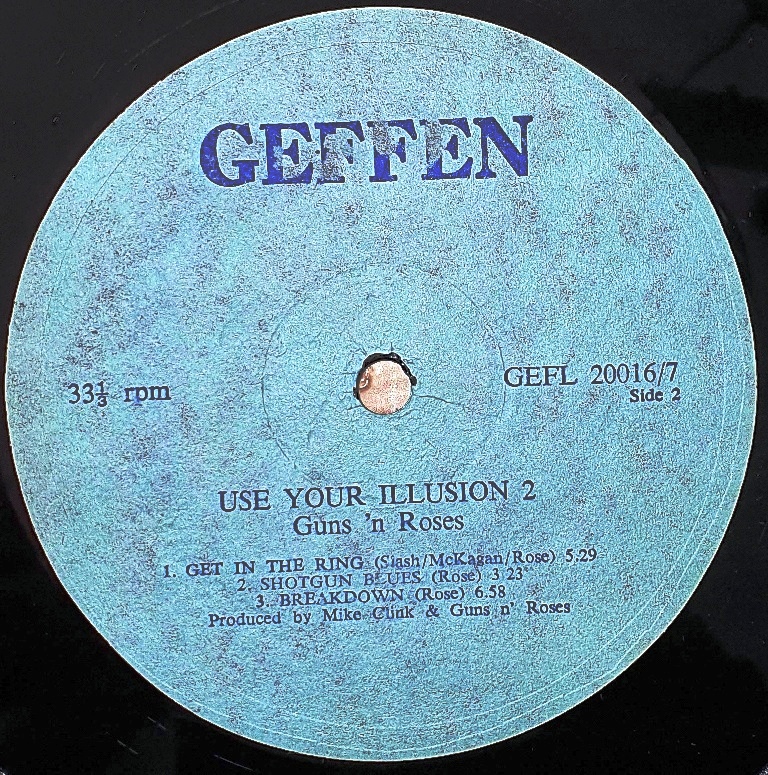 GEFFEN
33⅓ rpm
GEFL 20016/7
Side 2
USE YOUR ILLUSION 2
Guns 'n Roses
1. GET IN THE RING (Slash/McKagan/Rose) 5.29
2. SHOTGUN BLUES (Rose) 3.23
3. BREAKDOWN (Rose) 6.58
Produced by Mike Clink & Guns n' Roses